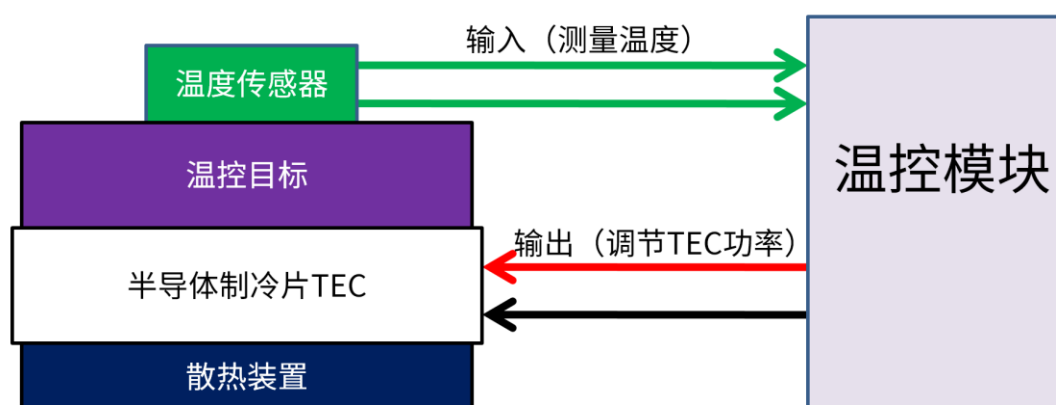 输入（测量温度）
温度传感器
温控目标
温控模块
输出（调节TEC功率）
半导体制冷片TEC
散热装置